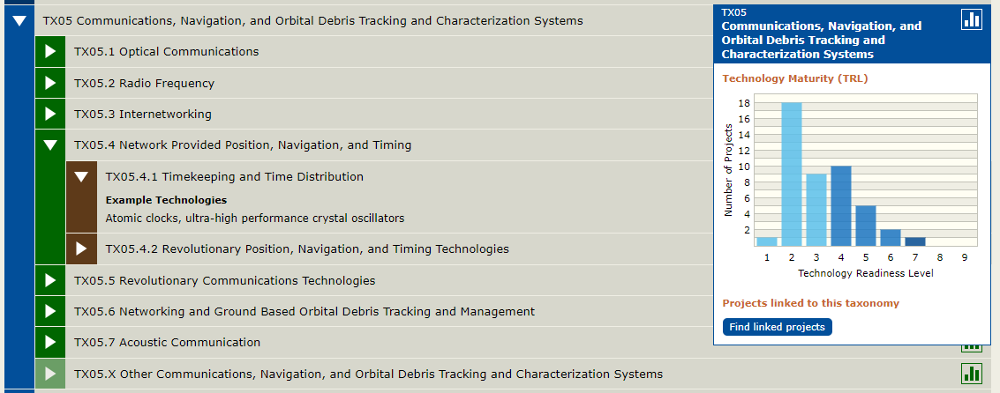 TX05 Communications, Navigation, and Orbital Debris Tracking and Characterization Systems
TX05.1 Optical Communications
TX05.2 Radio Frequency
TX05.3 Internetworking
TX05.4 Network Provided Position, Navigation, and Timing
TX05.4.1 Timekeeping and Time Distribution
Example Technologies
Atomic clocks, ultra-high performance crystal oscillators
TX05.4.2 Revolutionary Position, Navigation, and Timing Technologies
TX05.5 Revolutionary Communications Technologies
TX05.6 Networking and Ground Based Orbital Debris Tracking and Management
TX05.7 Acoustic Communication
TX05.X Other Communications, Navigation, and Orbital Debris Tracking and Characterization Systems
TX05
Communications, Navigation, and
Orbital Debris Tracking and
Characterization Systems
Technology Maturity (TRL)
Number of Projects
18
16
14
12
10
8
6
4
2
1 2 3 4 5 6 7 8 9
Technology Readiness Level
Projects linked to this taxonomy
Find linked projects